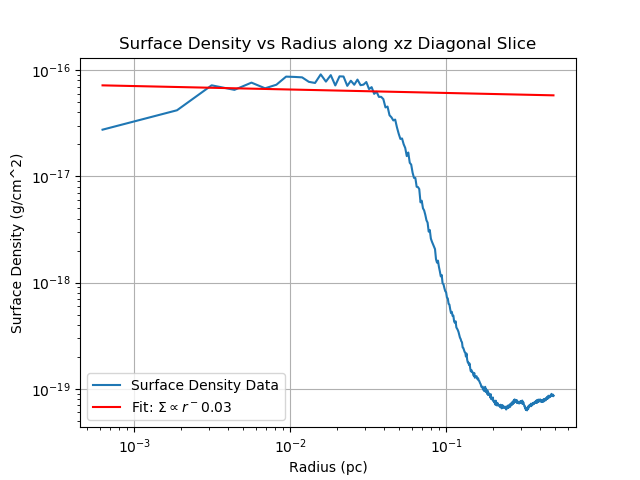 Surface Density vs Radius along xz Diagonal Slice
Surface Density (g/cm^2)
10⁻¹⁶
10⁻¹⁷
10⁻¹⁸
10⁻¹⁹
Surface Density Data
Fit: Σ ∝ r⁻0.03
10⁻³
10⁻²
10⁻¹
Radius (pc)